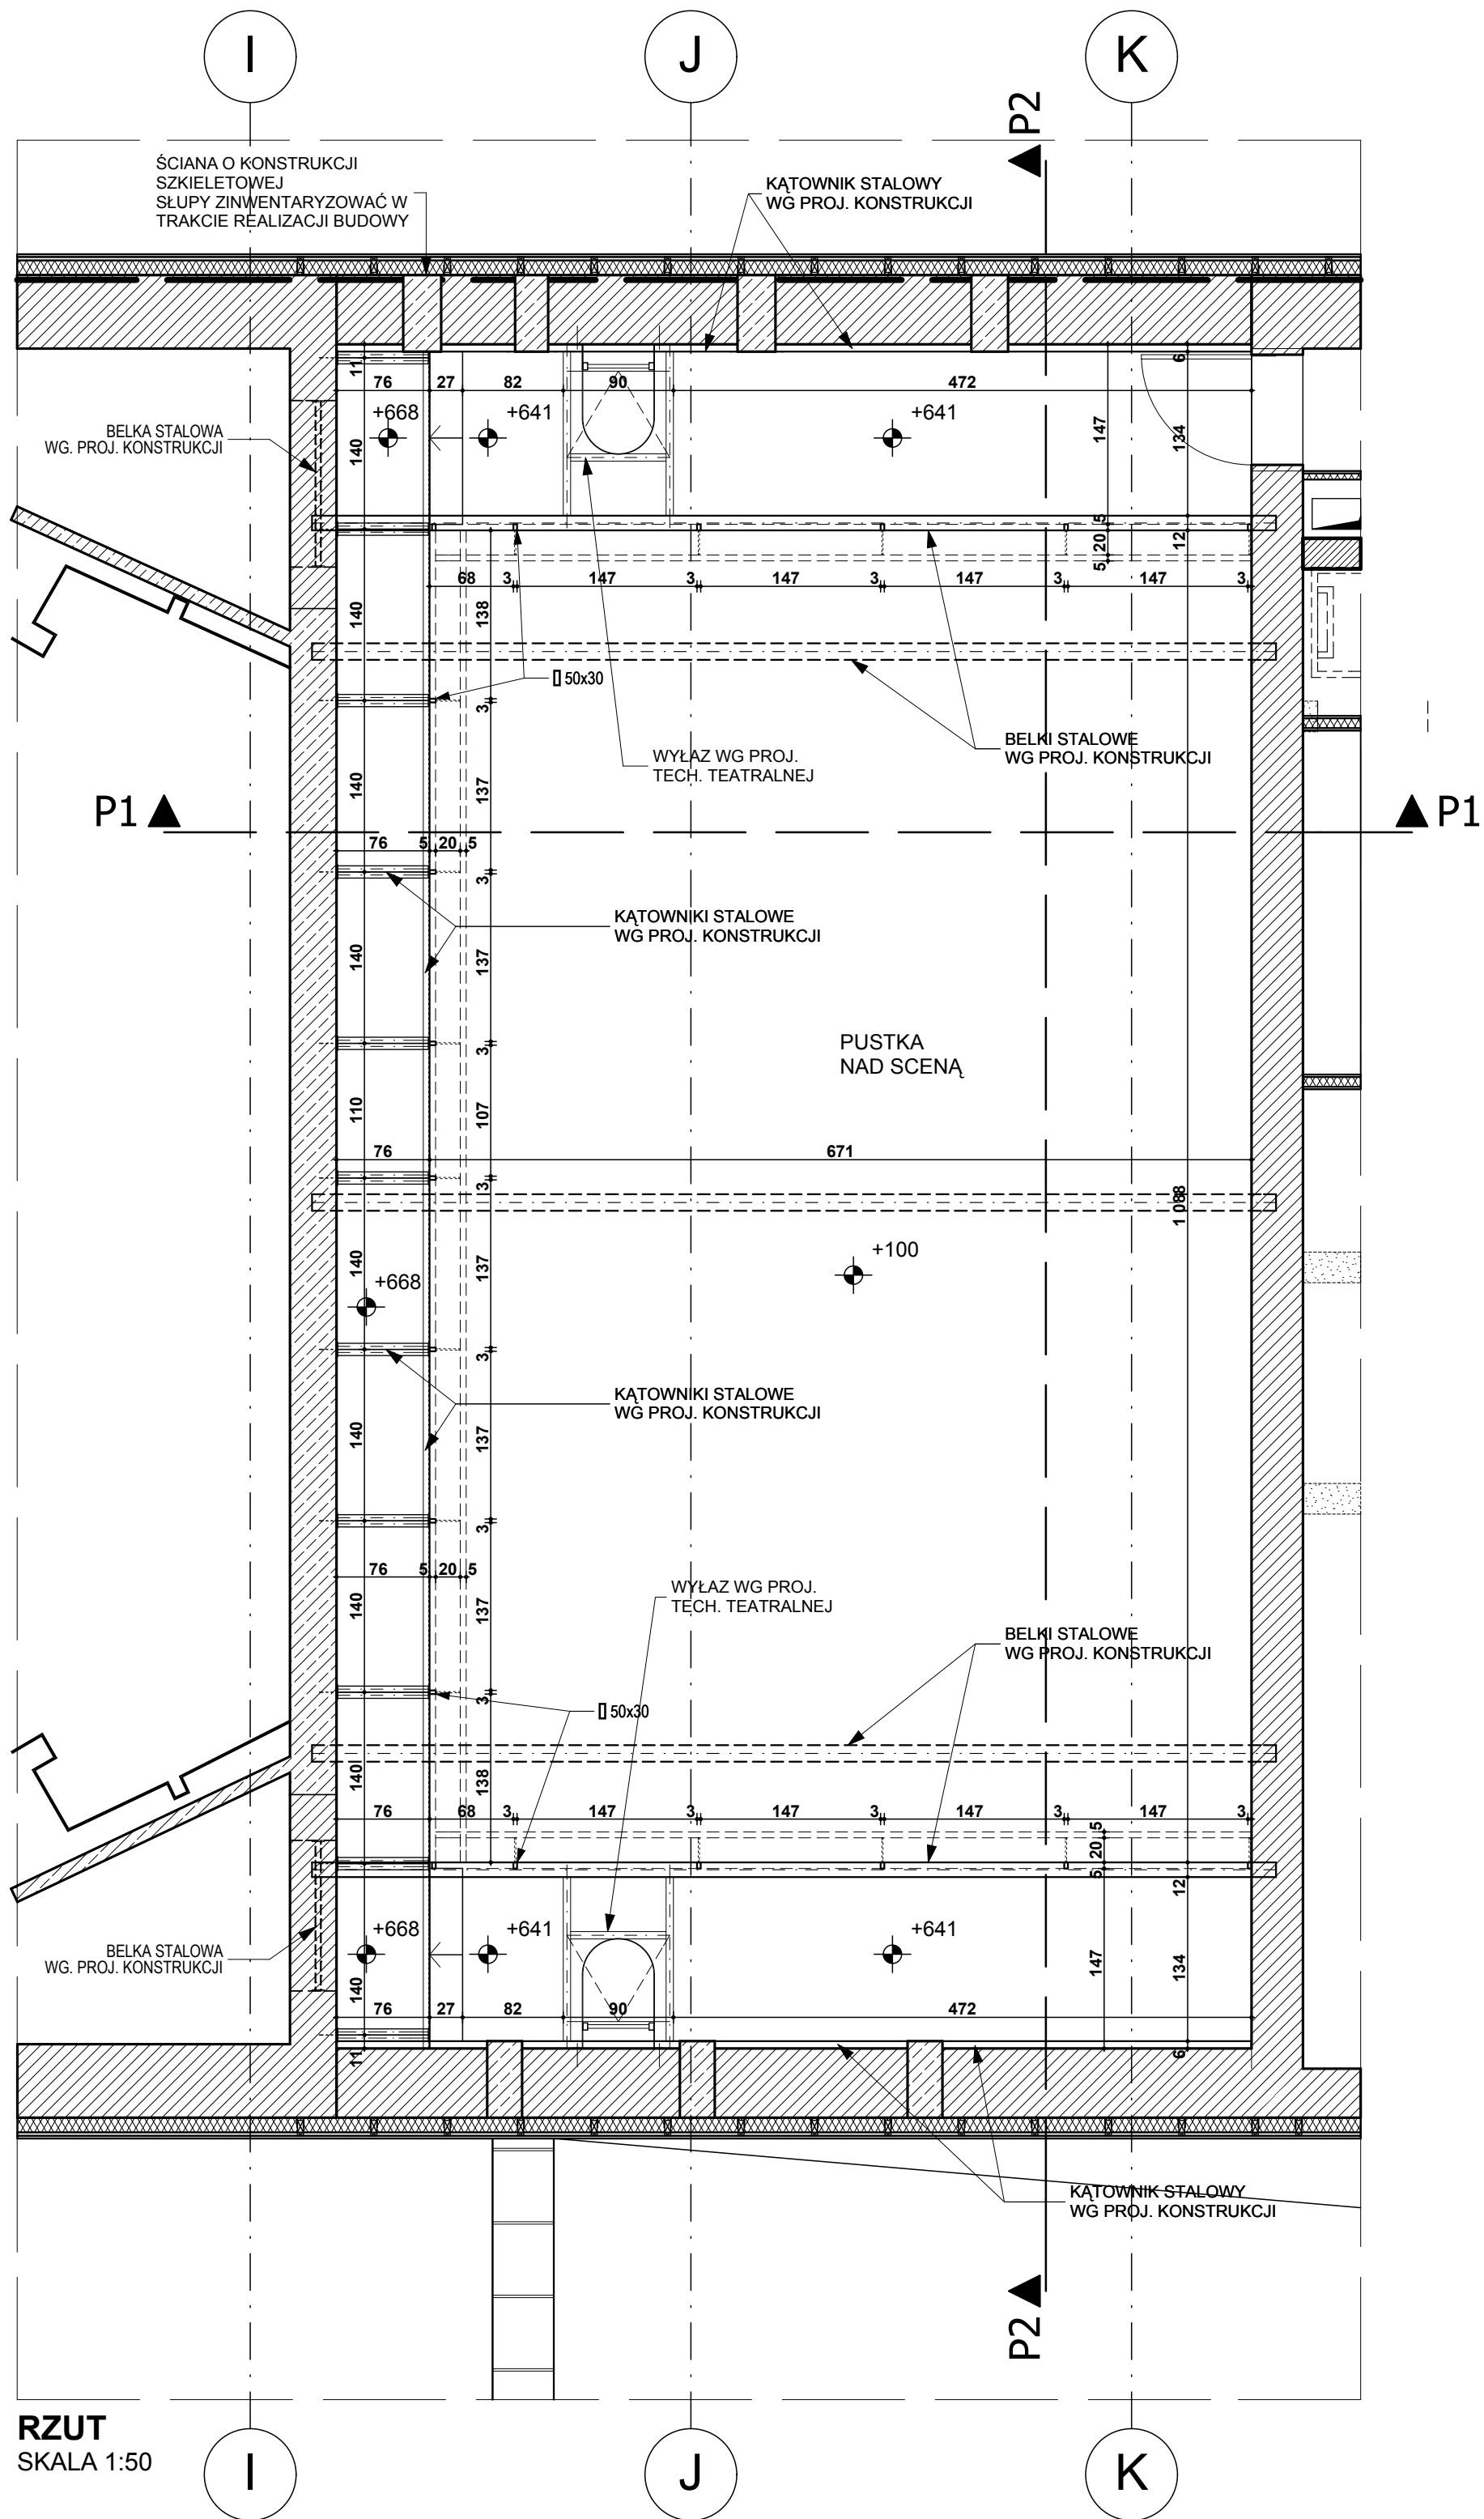 I
J
K
P2
ŚCIANA O KONSTRUKCJI
SZKIELETOWEJ
SŁUPY ZINWENTARYZOWAĆ W
TRAKCIE REALIZACJI BUDOWY
KĄTOWNIK STALOWY
WG PROJ. KONSTRUKCJI
11
6
76
27
82
90
472
+668
+641
+641
147
134
140
BELKA STALOWA
WG. PROJ. KONSTRUKCJI
5
20
5
12
68
3
147
3
147
3
147
3
147
3
140
138
50x30
3
WYŁAZ WG PROJ.
TECH. TEATRALNEJ
BELKI STALOWE
WG PROJ. KONSTRUKCJI
140
137
P1
P1
76
5
20
5
3
KĄTOWNIKI STALOWE
WG PROJ. KONSTRUKCJI
140
137
PUSTKA
NAD SCENĄ
3
110
107
76
671
3
1 088
140
137
+100
+668
3
KĄTOWNIKI STALOWE
WG PROJ. KONSTRUKCJI
140
137
3
76
5
20
5
WYŁAZ WG PROJ.
TECH. TEATRALNEJ
140
137
BELKI STALOWE
WG PROJ. KONSTRUKCJI
3
50x30
140
138
76
68
3
147
3
147
3
147
3
147
3
5
20
5
12
+668
+641
+641
BELKA STALOWA
WG. PROJ. KONSTRUKCJI
140
147
134
76
27
82
90
472
11
6
KĄTOWNIK STALOWY
WG PROJ. KONSTRUKCJI
P2
RZUT
SKALA 1:50
I
J
K